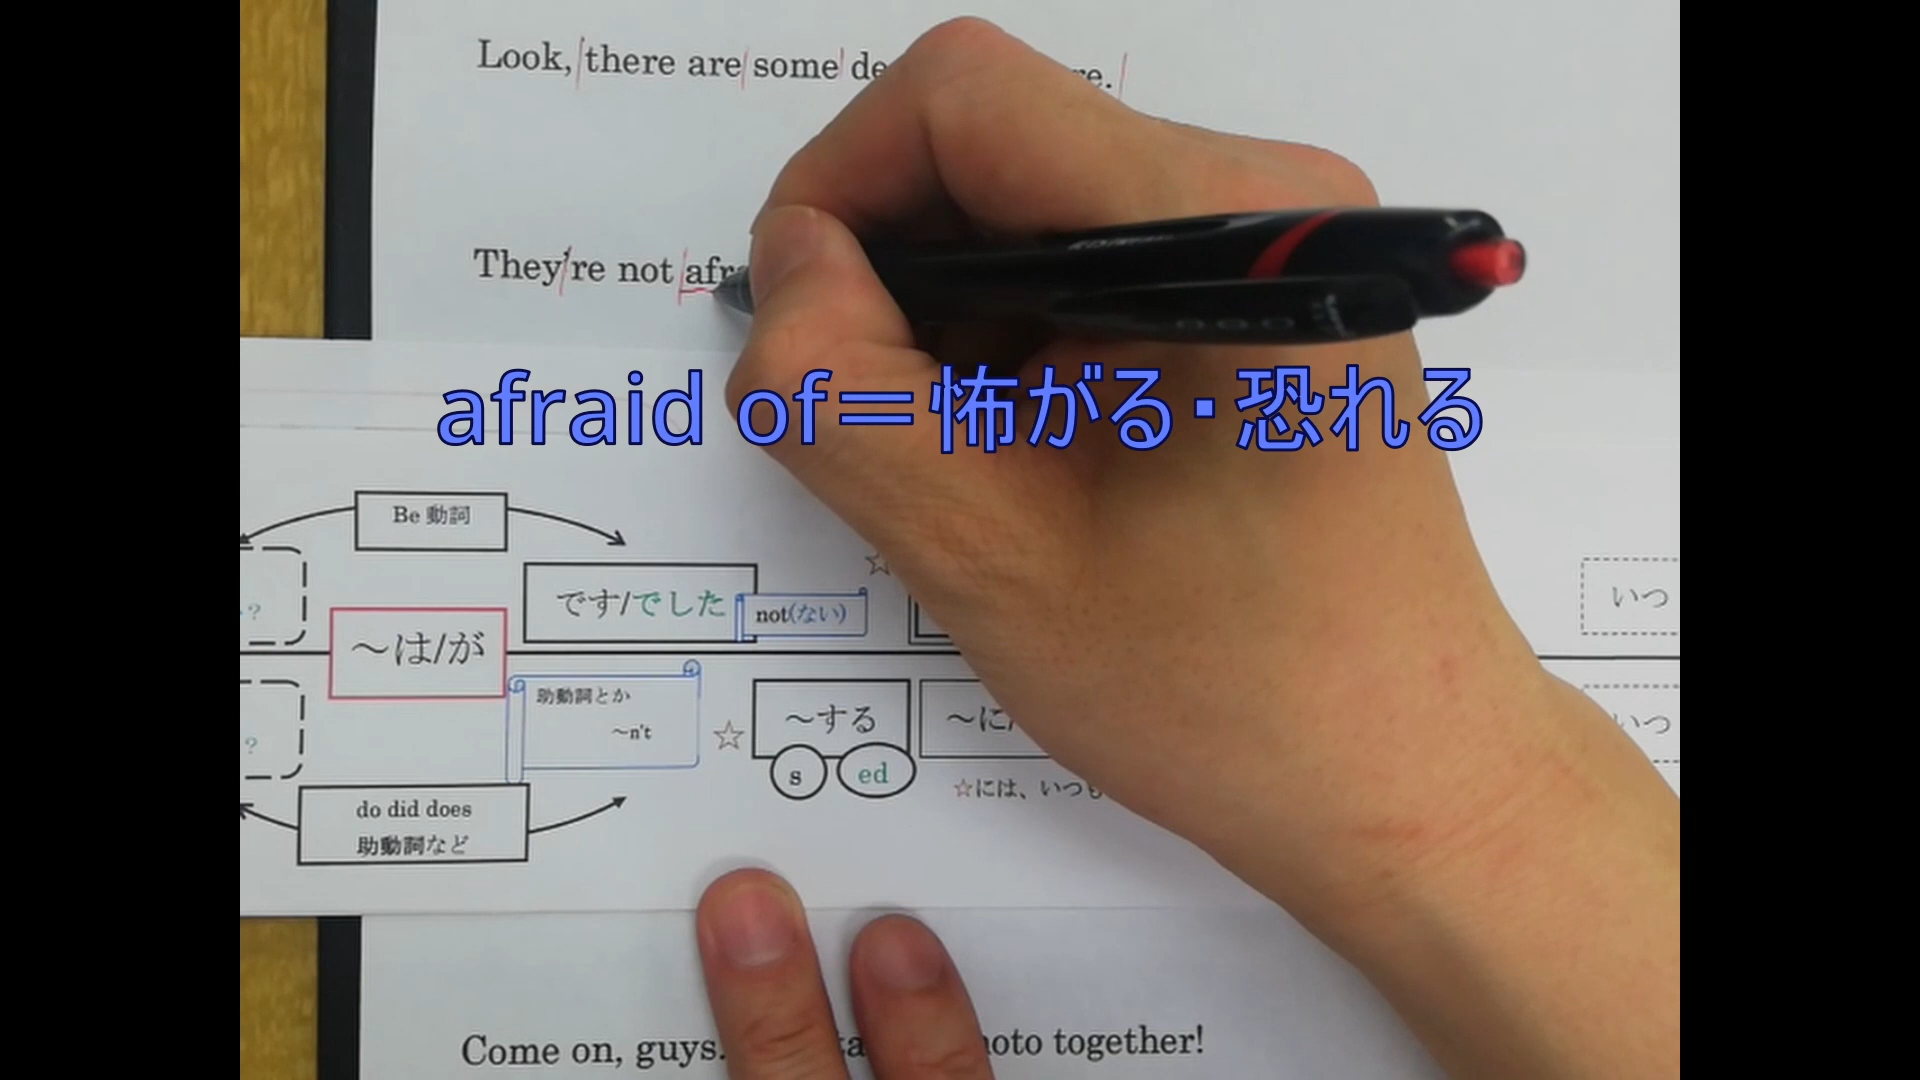 Look, there are some
They're not
afraid of=怖がる・恐れる
Be 動詞
です/でした
not(ない)
いつ
?
～は/が
助動詞とか
～n't
☆
～する
～に/
いつ
?
s
ed
☆には、いつも
do did does
助動詞など
Come on, guys. together!